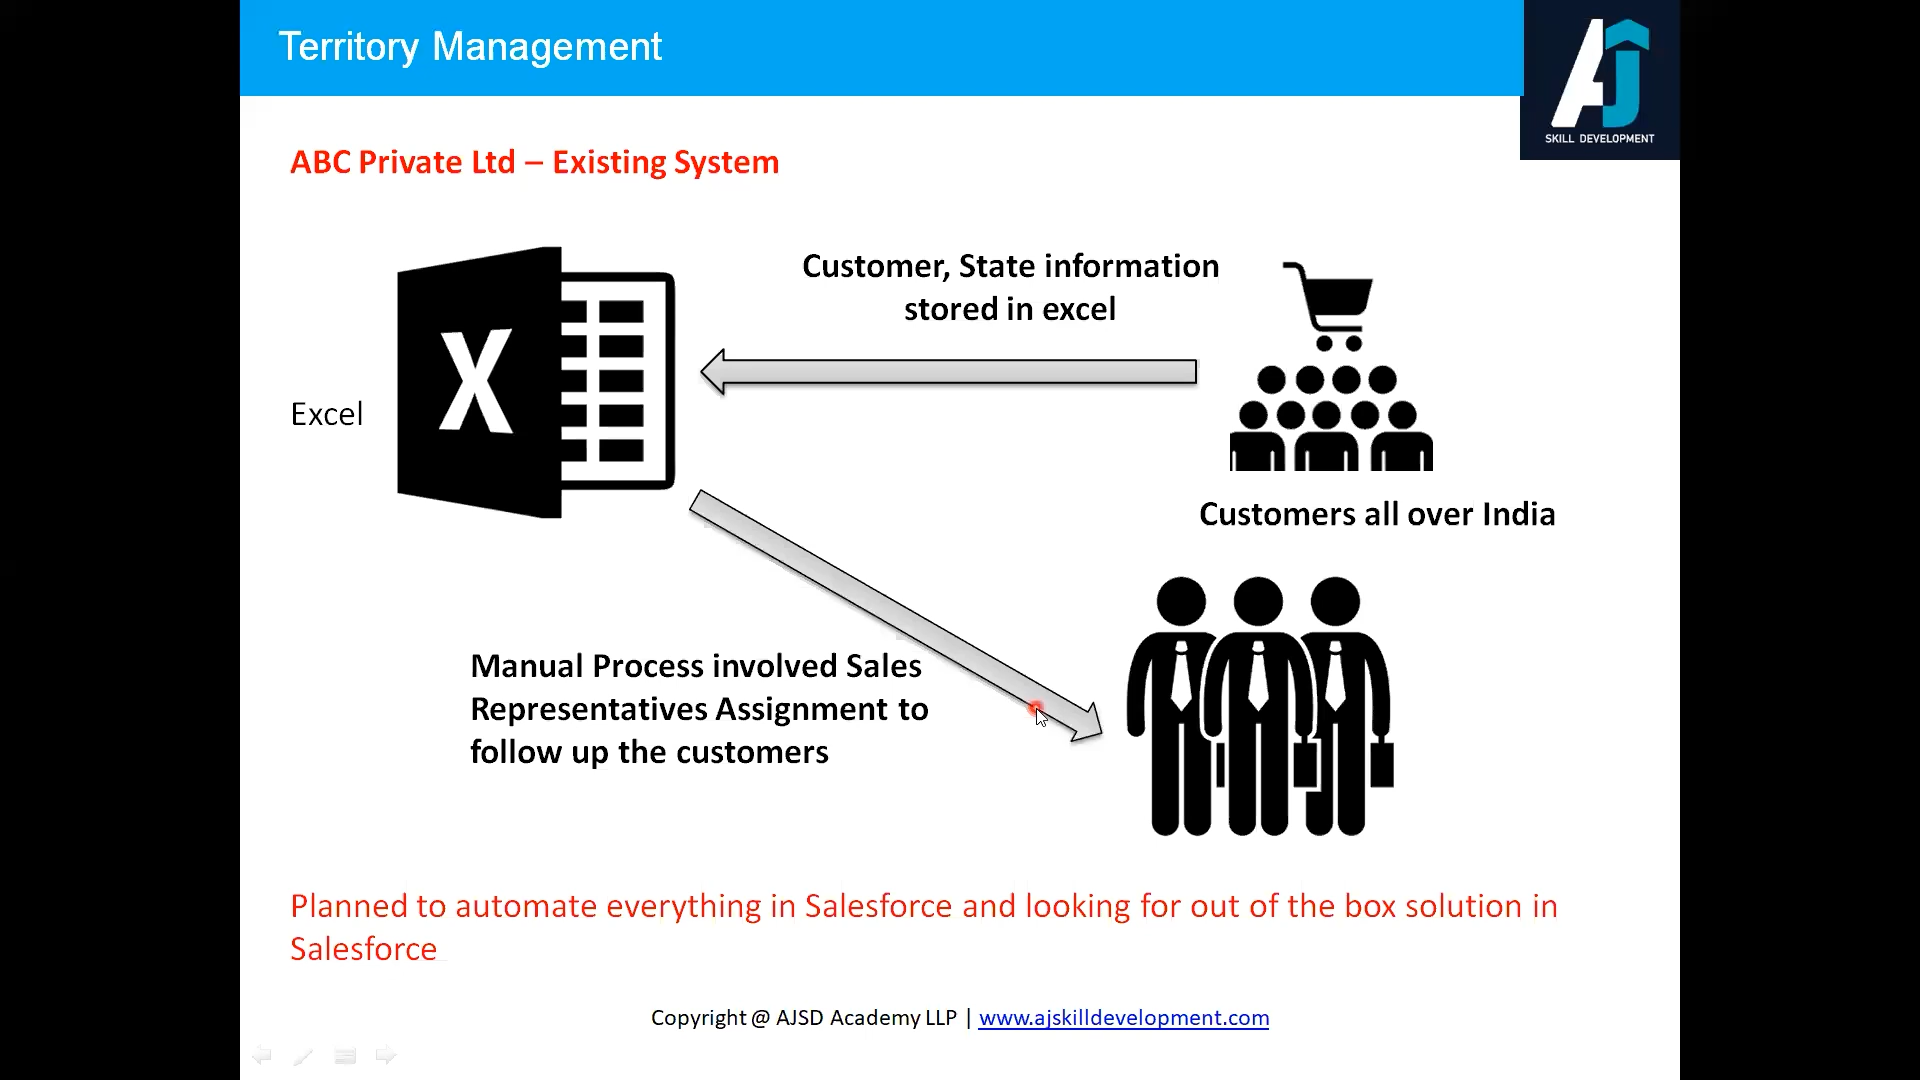 Territory Management
AJ
SKILL DEVELOPMENT
ABC Private Ltd – Existing System
Customer, State information
stored in excel
X
Excel
Customers all over India
Manual Process involved Sales
Representatives Assignment to
follow up the customers
Planned to automate everything in Salesforce and looking for out of the box solution in
Salesforce
Copyright @ AJSD Academy LLP | www.ajskilldevelopment.com